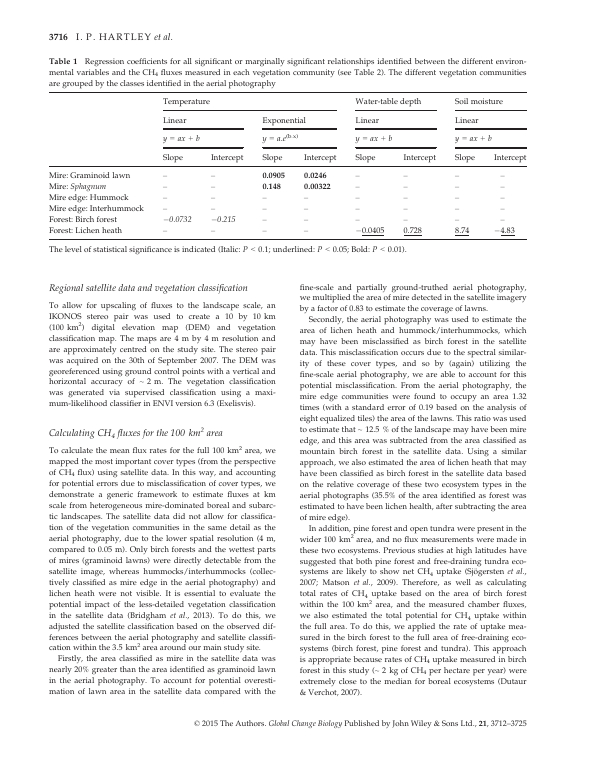 3716 I. P. HARTLEY et al.
Table 1 Regression coefficients for all significant or marginally significant relationships identified between the different environ-
mental variables and the CH4 fluxes measured in each vegetation community (see Table 2). The different vegetation communities
are grouped by the classes identified in the aerial photography
Temperature Water-table depth Soil moisture
Linear Exponential Linear Linear
y = ax + b y = a.e(b·x) y = ax + b y = ax + b
Slope Intercept Slope Intercept Slope Intercept Slope Intercept
Mire: Graminoid lawn – – 0.0905 0.0246 – – – –
Mire: Sphagnum – – 0.148 0.00322 – – – –
Mire edge: Hummock – – – – – – – –
Mire edge: Interhummock – – – – – – – –
Forest: Birch forest −0.0732 −0.215 – – – – – –
Forest: Lichen heath – – – – −0.0405 0.728 8.74 −4.83
The level of statistical significance is indicated (Italic: P < 0.1; underlined: P < 0.05; Bold: P < 0.01).
Regional satellite data and vegetation classification
To allow for upscaling of fluxes to the landscape scale, an
IKONOS stereo pair was used to create a 10 by 10 km
(100 km2) digital elevation map (DEM) and vegetation
classification map. The maps are 4 m by 4 m resolution and
are approximately centred on the study site. The stereo pair
was acquired on the 30th of September 2007. The DEM was
georeferenced using ground control points with a vertical and
horizontal accuracy of ~ 2 m. The vegetation classification
was generated via supervised classification using a maxi-
mum-likelihood classifier in ENVI version 6.3 (Exelisvis).
Calculating CH4 fluxes for the 100 km2 area
To calculate the mean flux rates for the full 100 km2 area, we
mapped the most important cover types (from the perspective
of CH4 flux) using satellite data. In this way, and accounting
for potential errors due to misclassification of cover types, we
demonstrate a generic framework to estimate fluxes at km
scale from heterogeneous mire-dominated boreal and subarc-
tic landscapes. The satellite data did not allow for classifica-
tion of the vegetation communities in the same detail as the
aerial photography, due to the lower spatial resolution (4 m,
compared to 0.05 m). Only birch forests and the wettest parts
of mires (graminoid lawns) were directly detectable from the
satellite image, whereas hummocks/interhummocks (collec-
tively classified as mire edge in the aerial photography) and
lichen heath were not visible. It is essential to evaluate the
potential impact of the less-detailed vegetation classification
in the satellite data (Bridgham et al., 2013). To do this, we
adjusted the satellite classification based on the observed dif-
ferences between the aerial photography and satellite classifi-
cation within the 3.5 km2 area around our main study site.
Firstly, the area classified as mire in the satellite data was
nearly 20% greater than the area identified as graminoid lawn
in the aerial photography. To account for potential overesti-
mation of lawn area in the satellite data compared with the
fine-scale and partially ground-truthed aerial photography,
we multiplied the area of mire detected in the satellite imagery
by a factor of 0.83 to estimate the coverage of lawns.
Secondly, the aerial photography was used to estimate the
area of lichen heath and hummock/interhummocks, which
may have been misclassified as birch forest in the satellite
data. This misclassification occurs due to the spectral similar-
ity of these cover types, and so by (again) utilizing the
fine-scale aerial photography, we are able to account for this
potential misclassification. From the aerial photography, the
mire edge communities were found to occupy an area 1.32
times (with a standard error of 0.19 based on the analysis of
eight equalized tiles) the area of lawns. This ratio was used
to estimate that ~ 12.5 % of the landscape may have been mire
edge, and this area was subtracted from the area classified as
mountain birch forest in the satellite data. Using a similar
approach, we also estimated the area of lichen heath that may
have been classified as birch forest in the satellite data based
on the relative coverage of these two ecosystem types in the
aerial photographs (35.5% of the area identified as forest was
estimated to have been lichen heath, after subtracting the area
of mire edge).
In addition, pine forest and open tundra were present in the
wider 100 km2 area, and no flux measurements were made in
these two ecosystems. Previous studies at high latitudes have
suggested that both pine forest and free-draining tundra eco-
systems are likely to show net CH4 uptake (Sjögersten et al.,
2007; Matson et al., 2009). Therefore, as well as calculating
total rates of CH4 uptake based on the area of birch forest
within the 100 km2 area, and the measured chamber fluxes,
we also estimated the total potential for CH4 uptake within
the full area. To do this, we applied the rate of uptake mea-
sured in the birch forest to the full area of free-draining eco-
systems (birch forest, pine forest and tundra). This approach
is appropriate because rates of CH4 uptake measured in birch
forest in this study (~ 2 kg of CH4 per hectare per year) were
extremely close to the median for boreal ecosystems (Dutaur
& Verchot, 2007).
© 2015 The Authors. Global Change Biology Published by John Wiley & Sons Ltd., 21, 3712–3725